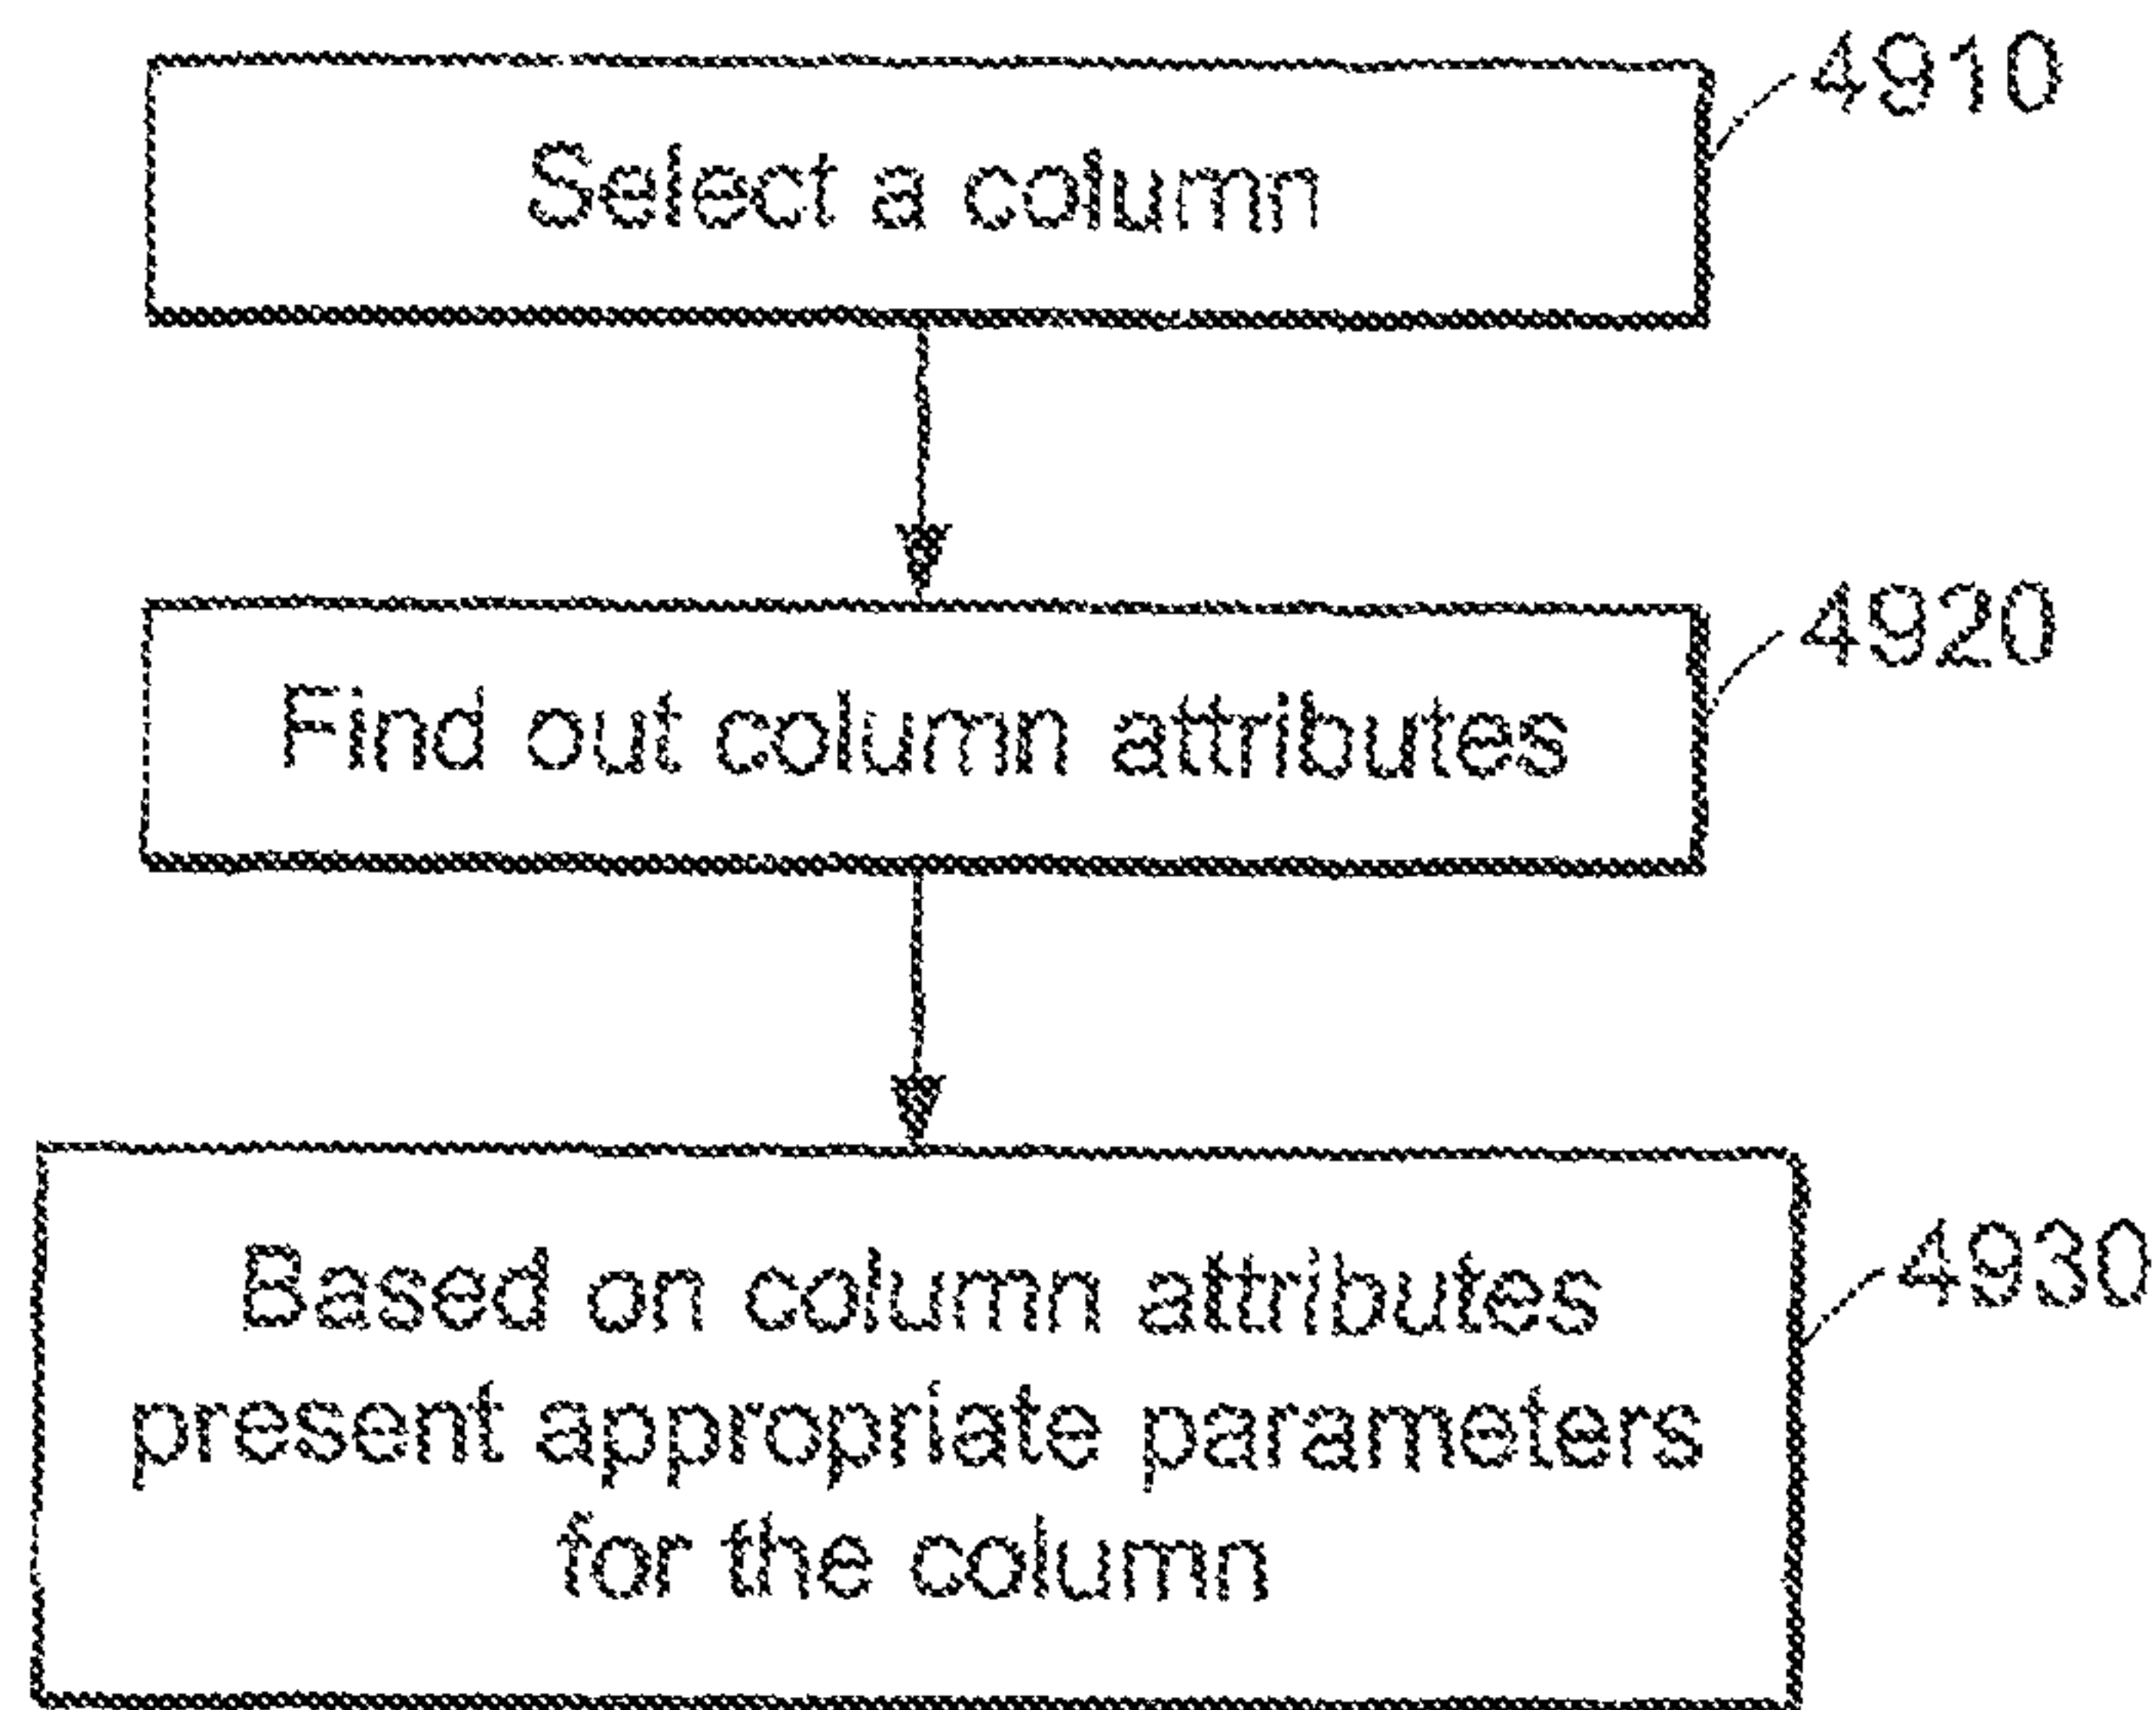 4910
Select a column
4920
Find out column attributes
4930
Based on column attributes
present appropriate parameters
for the column